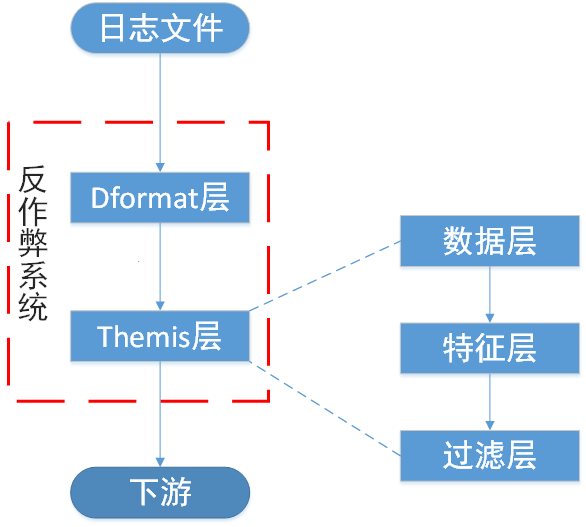 日志文件
反作弊系统
Dformat层
Themis层
下游
数据层
特征层
过滤层